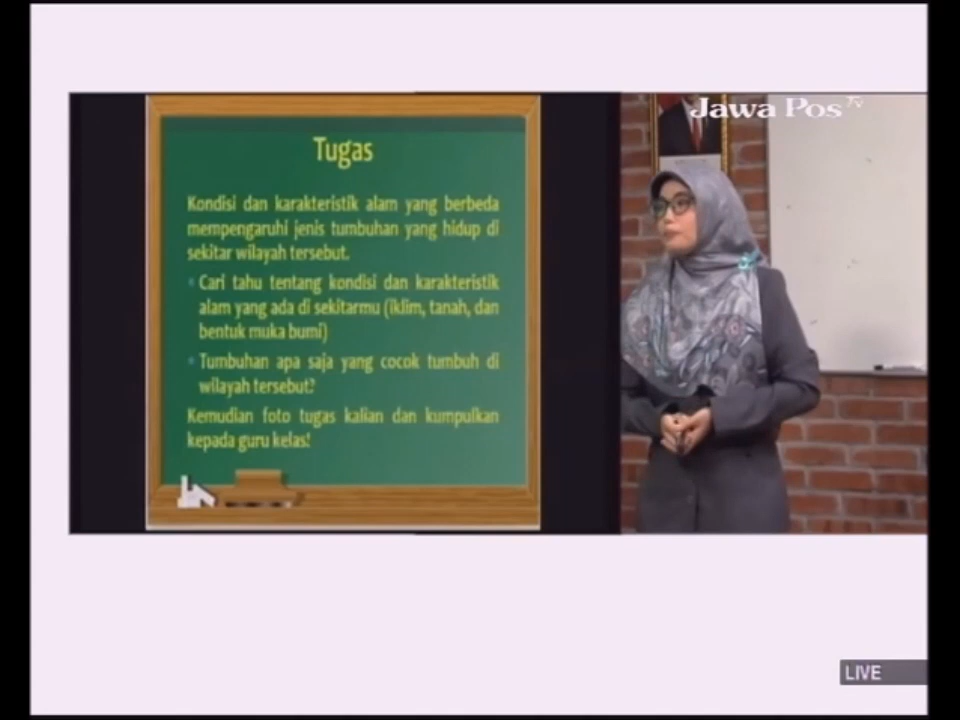 Jawa Pos TV
Tugas
Kondisi dan karakteristik alam yang berbeda
mempengaruhi jenis tumbuhan yang hidup di
sekitar wilayah tersebut.
Cari tahu tentang kondisi dan karakteristik
alam yang ada di sekitarmu (iklim, tanah, dan
bentuk muka bumi)
Tumbuhan apa saja yang cocok tumbuh di
wilayah tersebut?
Kemudian foto tugas kalian dan kumpulkan
kepada guru kelas!
LIVE